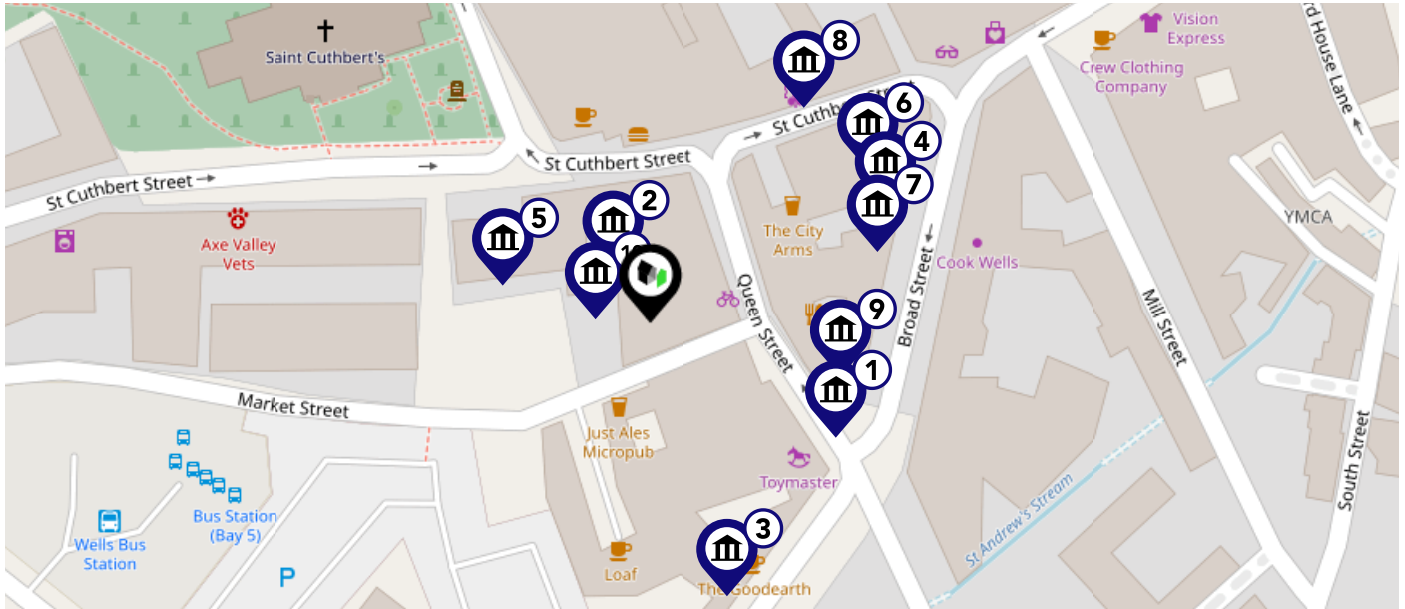 Vision
Express
8
Saint Cuthbert's
Crew Clothing
Company
rd House Lane
6
St Cuthbert Street
4
St Cuthbert Street
7
St Cuthbert Street
2
5
YMCA
Axe Valley
Vets
The City
Arms
Cook Wells
Queen Street
Broad Street
Mill Street
9
1
Market Street
Just Ales
Micropub
Toymaster
South Street
Bus Station
(Bay 5)
St Andrew's Stream
3
Wells Bus
Station
P
Loaf
The Goodearth